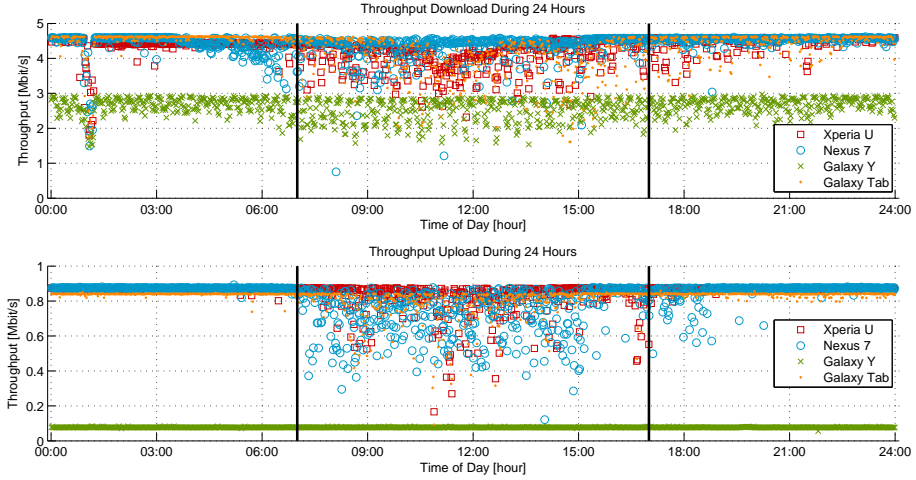 Throughput Download During 24 Hours
Throughput [Mbit/s]
5
4
3
2
1
0
Xperia U
Nexus 7
Galaxy Y
Galaxy Tab
00:00 03:00 06:00 07:00 09:00 12:00 15:00 18:00 21:00 24:00
Time of Day [hour]
Throughput Upload During 24 Hours
Throughput [Mbit/s]
1
0.8
0.6
0.4
0.2
0
Xperia U
Nexus 7
Galaxy Y
Galaxy Tab
00:00 03:00 06:00 09:00 12:00 15:00 18:00 21:00 24:00
Time of Day [hour]